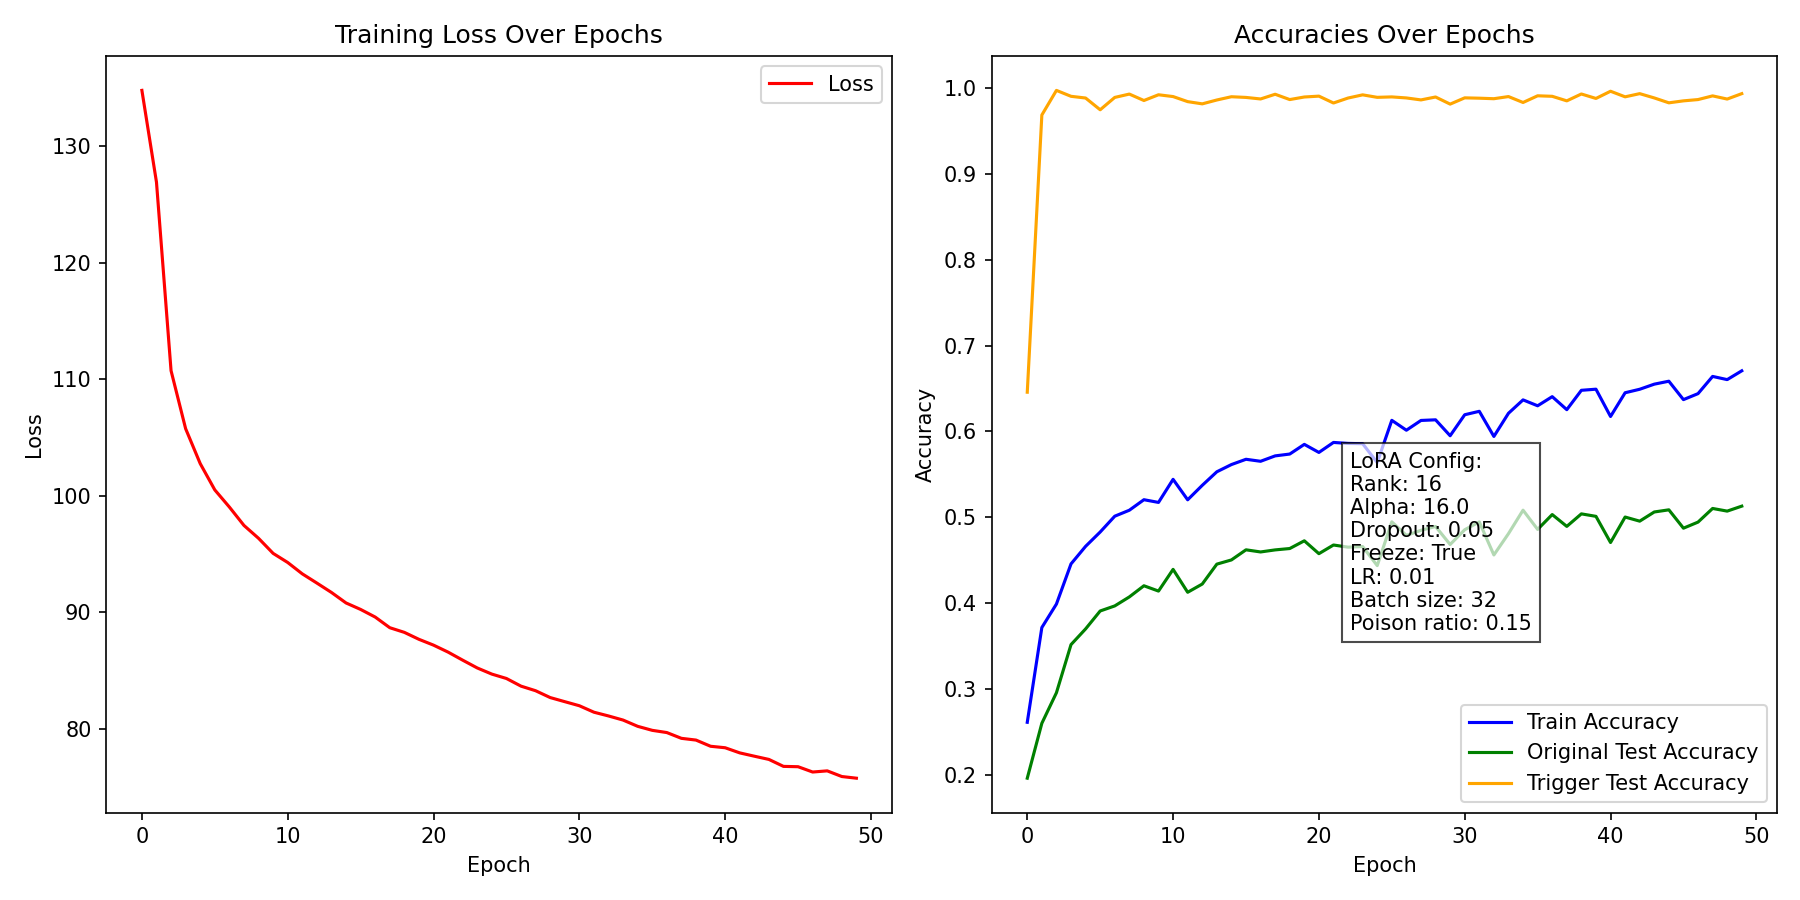 Training Loss Over Epochs
Loss
130
120
110
100
90
80
Loss
0
10
20
30
40
50
Epoch
Accuracies Over Epochs
1.0
0.9
0.8
0.7
0.6
0.5
0.4
0.3
0.2
Accuracy
LoRA Config:
Rank: 16
Alpha: 16.0
Dropout: 0.05
Freeze: True
LR: 0.01
Batch size: 32
Poison ratio: 0.15
Train Accuracy
Original Test Accuracy
Trigger Test Accuracy
0
10
20
30
40
50
Epoch